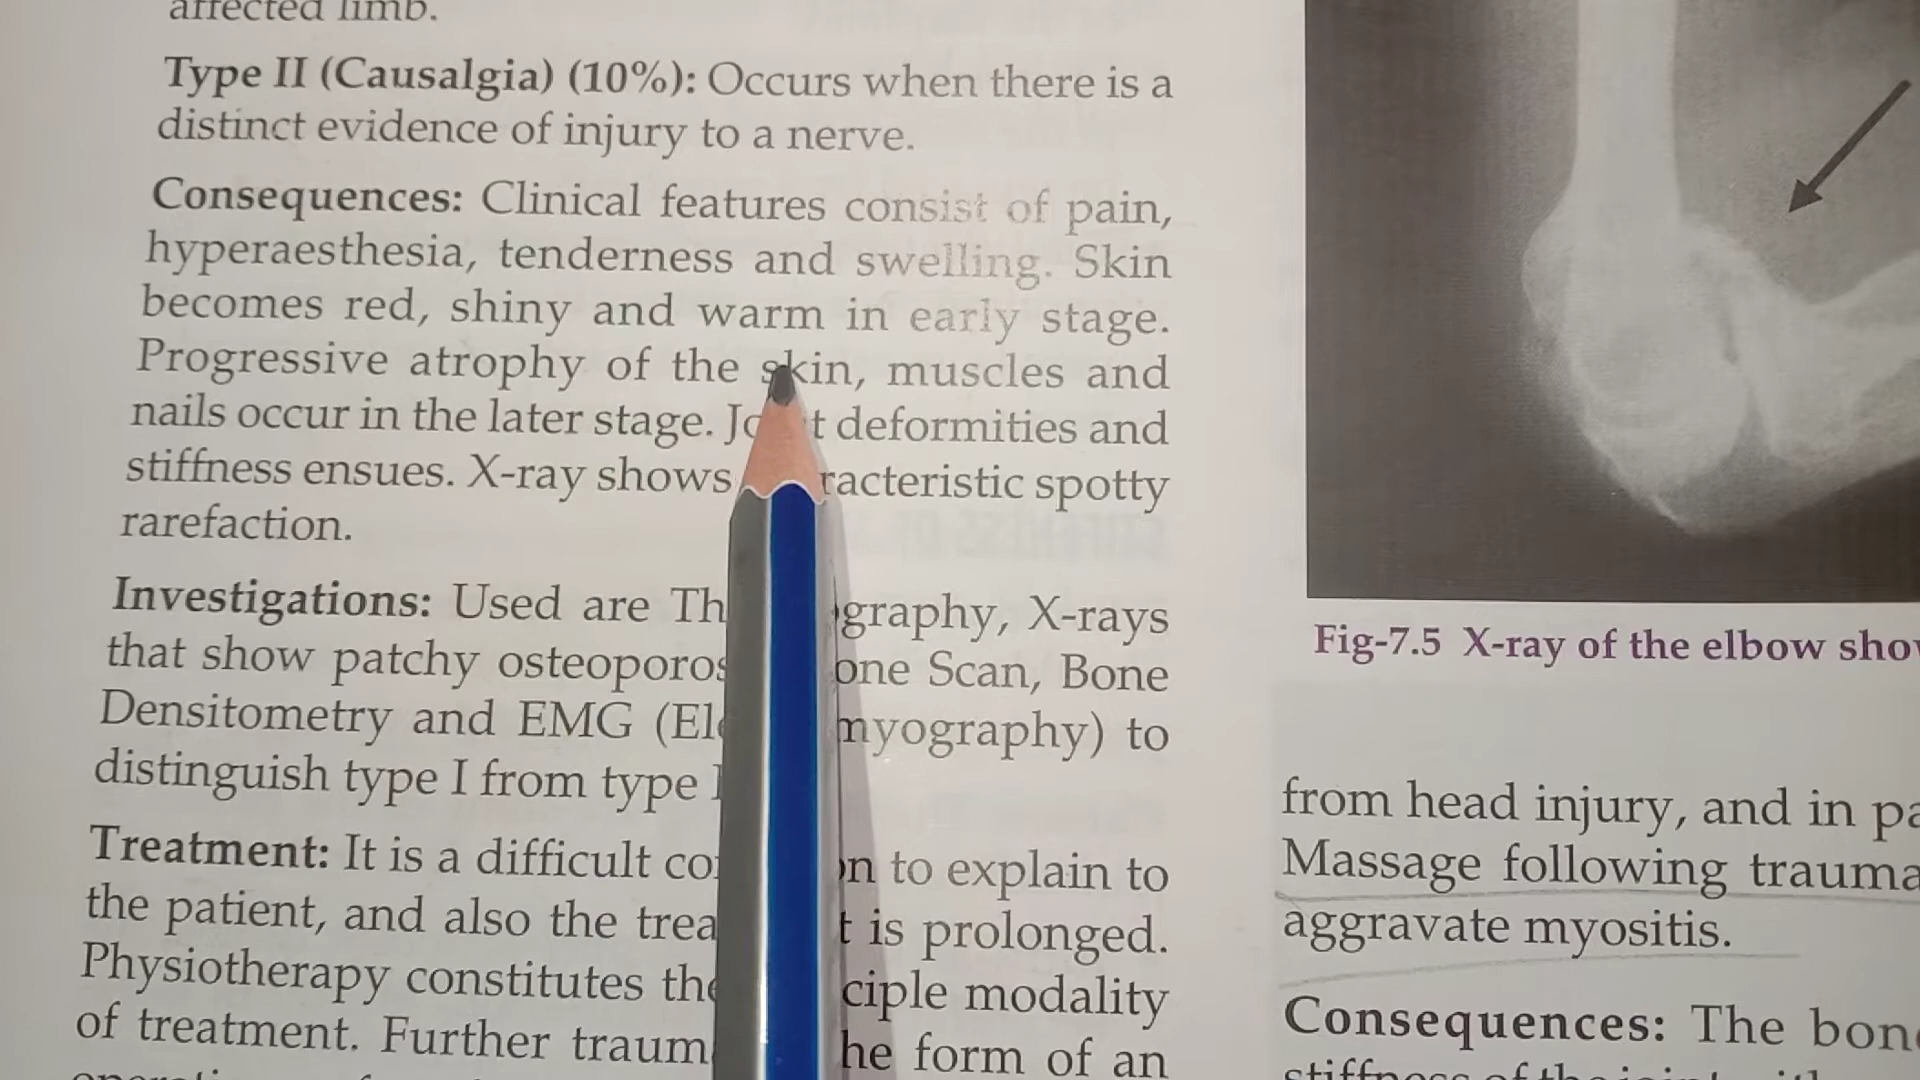 affected limb.
Type II (Causalgia) (10%): Occurs when there is a
distinct evidence of injury to a nerve.
Consequences: Clinical features consist of pain,
hyperaesthesia, tenderness and swelling. Skin
becomes red, shiny and warm in early stage.
Progressive atrophy of the skin, muscles and
nails occur in the later stage. deformities and
stiffness ensues. X-ray shows spotty
rarefaction.
Investigations: Used are X-rays
that show patchy Scan, Bone
Densitometry and EMG to
distinguish type I from type
Treatment: It is a difficult to explain to
the patient, and also the is prolonged.
Physiotherapy constitutes modality
of treatment. Further form of an
Fig-7.5 X-ray of the elbow
from head injury, and in
Massage following
aggravate myositis.
Consequences: The